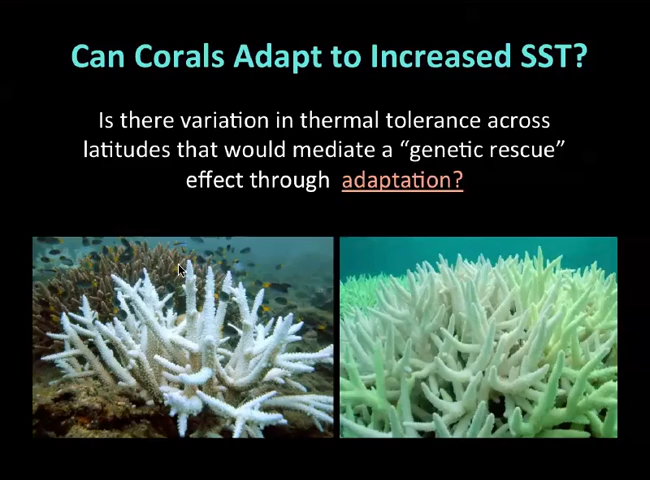 Can Corals Adapt to Increased SST?
Is there variation in thermal tolerance across
latitudes that would mediate a “genetic rescue”
effect through adaptation?